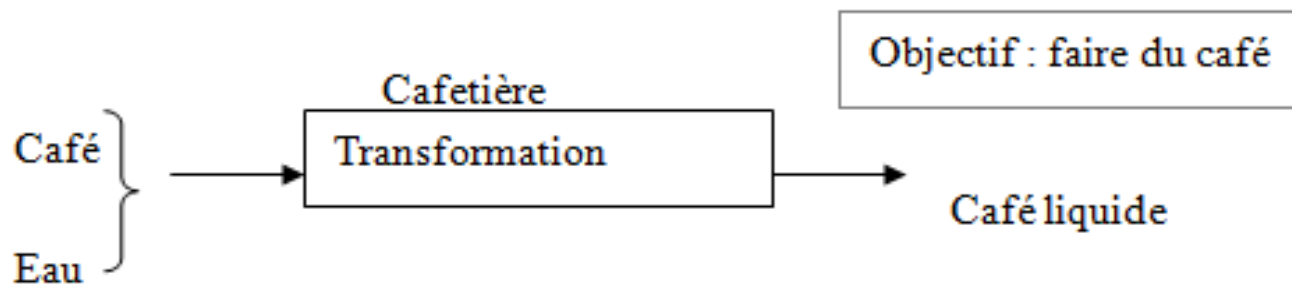 Objectif : faire du café
Cafetière
Café
Transformation
Café liquide
Eau